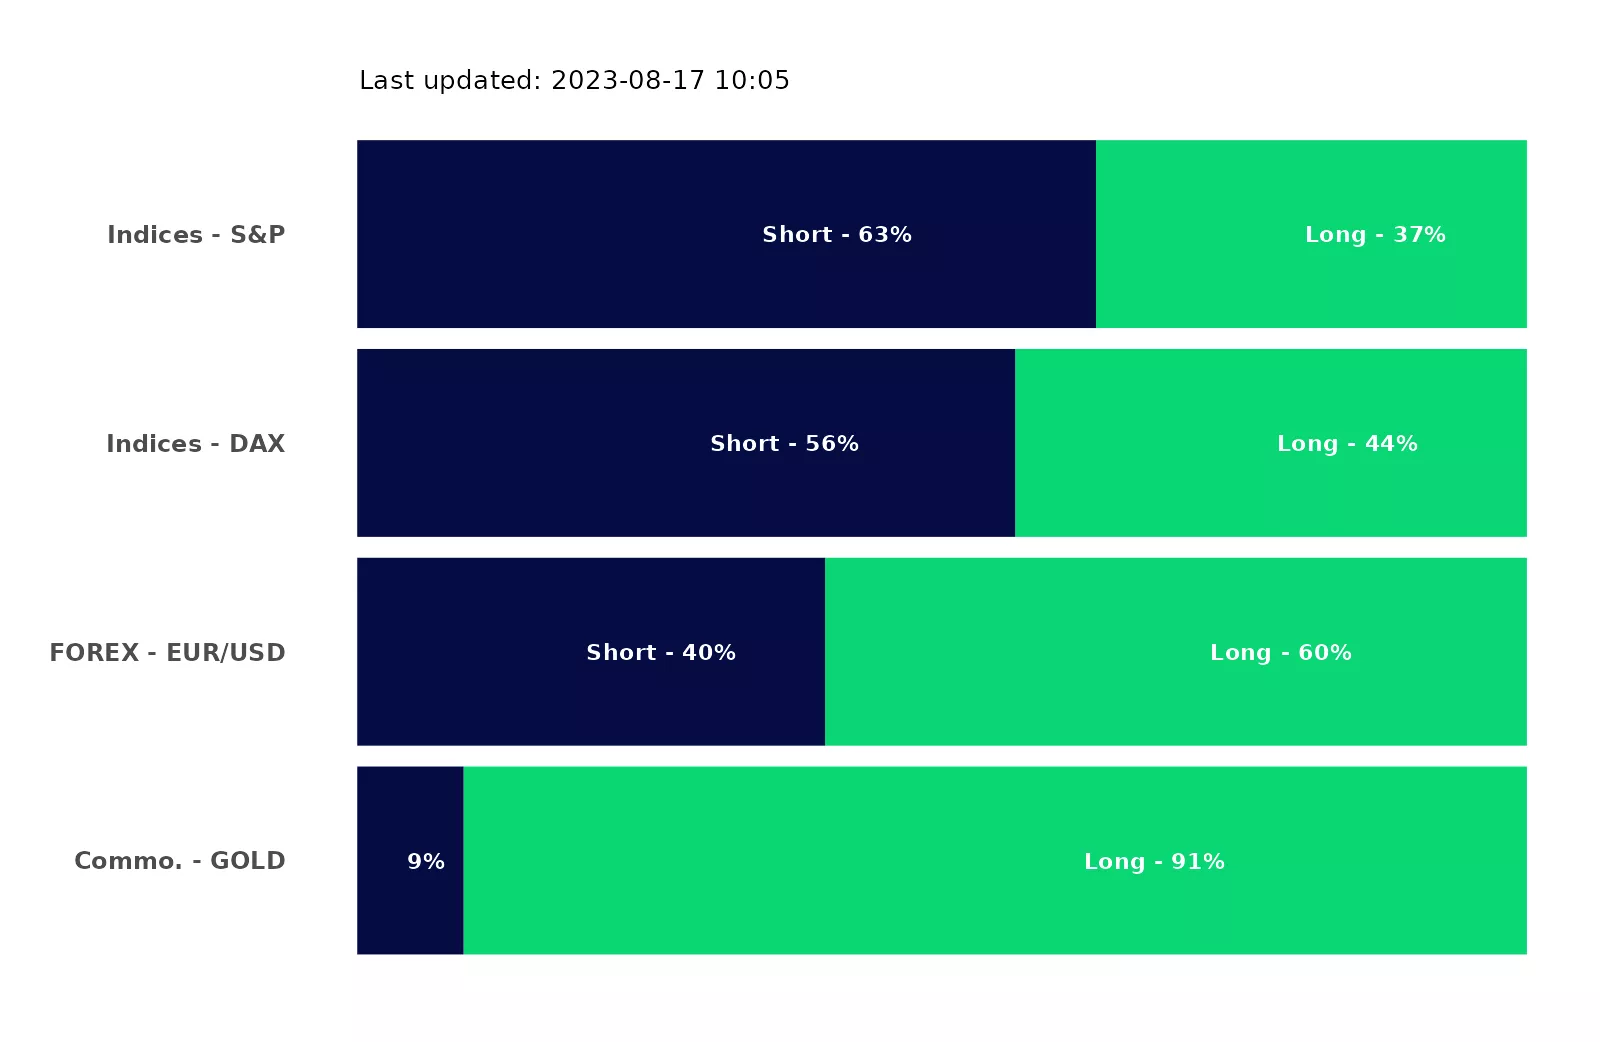 Last updated: 2023-08-17 10:05
Indices - S&P
Short - 63%
Long - 37%
Indices - DAX
Short - 56%
Long - 44%
FOREX - EUR/USD
Short - 40%
Long - 60%
Commo. - GOLD
9%
Long - 91%